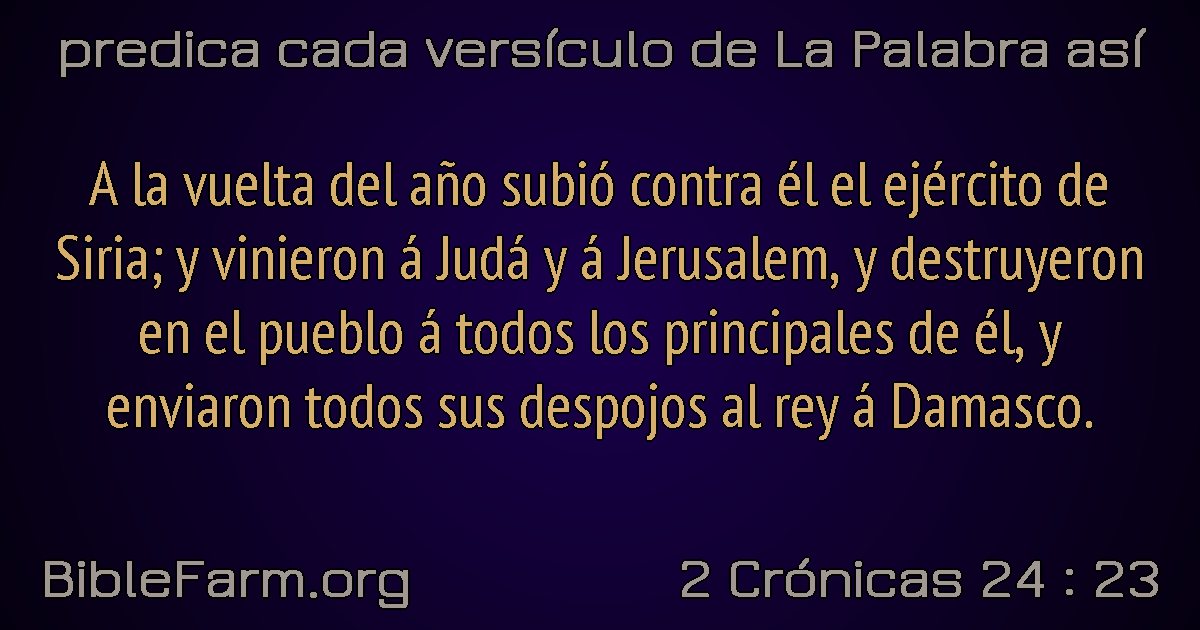 predica cada versículo de La Palabra así
A la vuelta del año subió contra él el ejército de
Siria; y vinieron á Judá y á Jerusalem, y destruyeron
en el pueblo á todos los principales de él, y
enviaron todos sus despojos al rey á Damasco.
BibleFarm.org
2 Crónicas 24 : 23